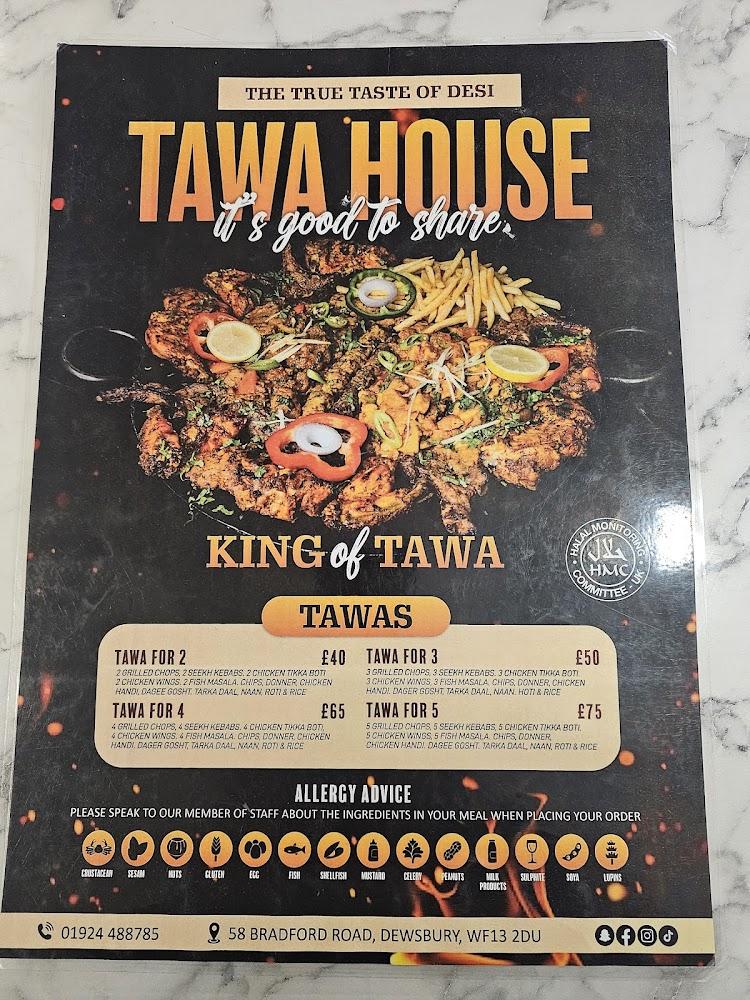 THE TRUE TASTE OF DESI
TAWA HOUSE
it's good to share
KING of TAWA
HALAL MONITORING COMMITTEE · UK
حلال
HMC
TAWAS
TAWA FOR 2 £40
2 GRILLED CHOPS, 2 SEEKH KEBABS, 2 CHICKEN TIKKA BOTI
2 CHICKEN WINGS, 2 FISH MASALA, CHIPS, DONNER, CHICKEN
HANDI, DAGEE GOSHT, TARKA DAAL, NAAN, ROTI & RICE
TAWA FOR 3 £50
3 GRILLED CHOPS, 3 SEEKH KEBABS, 3 CHICKEN TIKKA BOTI
3 CHICKEN WINGS, 3 FISH MASALA, CHIPS, DONNER, CHICKEN
HANDI, DAGER GOSHT, TARKA DAAL, NAAN, ROTI & RICE
TAWA FOR 4 £65
4 GRILLED CHOPS, 4 SEEKH KEBABS, 4 CHICKEN TIKKA BOTI,
4 CHICKEN WINGS, 4 FISH MASALA, CHIPS, DONNER, CHICKEN
HANDI, DAGER GOSHT, TARKA DAAL, NAAN, ROTI & RICE
TAWA FOR 5 £75
5 GRILLED CHOPS, 5 SEEKH KEBABS, 5 CHICKEN TIKKA BOTI,
5 CHICKEN WINGS, 5 FISH MASALA, CHIPS, DONNER,
CHICKEN HANDI, DAGEE GOSHT, TARKA DAAL, NAAN, ROTI & RICE
ALLERGY ADVICE
PLEASE SPEAK TO OUR MEMBER OF STAFF ABOUT THE INGREDIENTS IN YOUR MEAL WHEN PLACING YOUR ORDER
CRUSTACEAN SESAM NUTS GLUTEN EGG FISH SHELLFISH MUSTARD CELERY PEANUTS MILK PRODUCTS SULPHITE SOYA LUPINS
01924 488785 58 BRADFORD ROAD, DEWSBURY, WF13 2DU